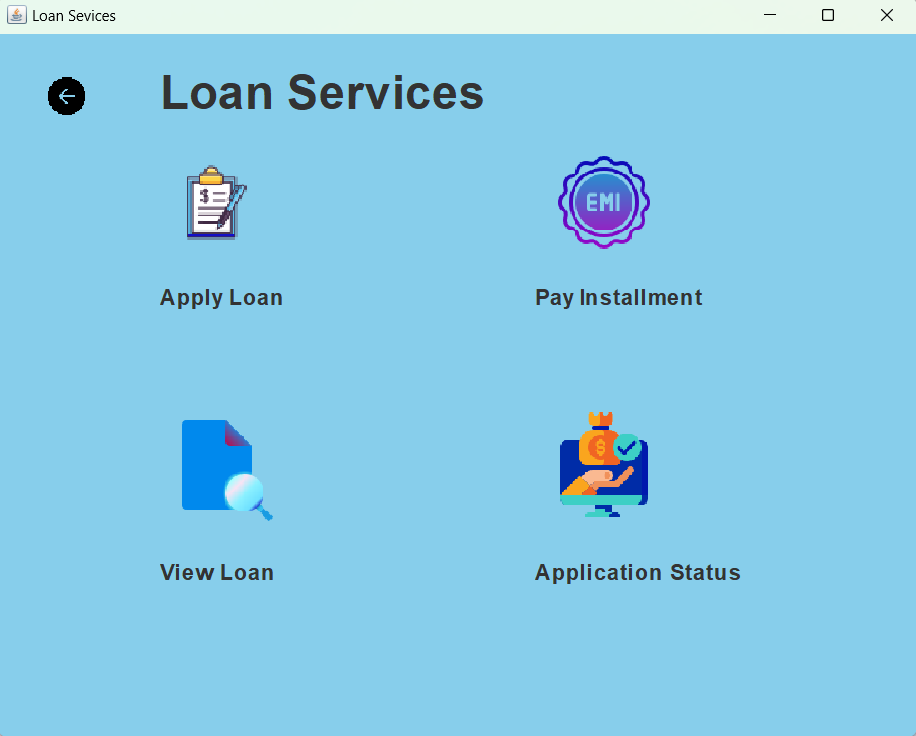 Loan Sevices
Loan Services
$
EMI
Apply Loan
Pay Installment
$
View Loan
Application Status